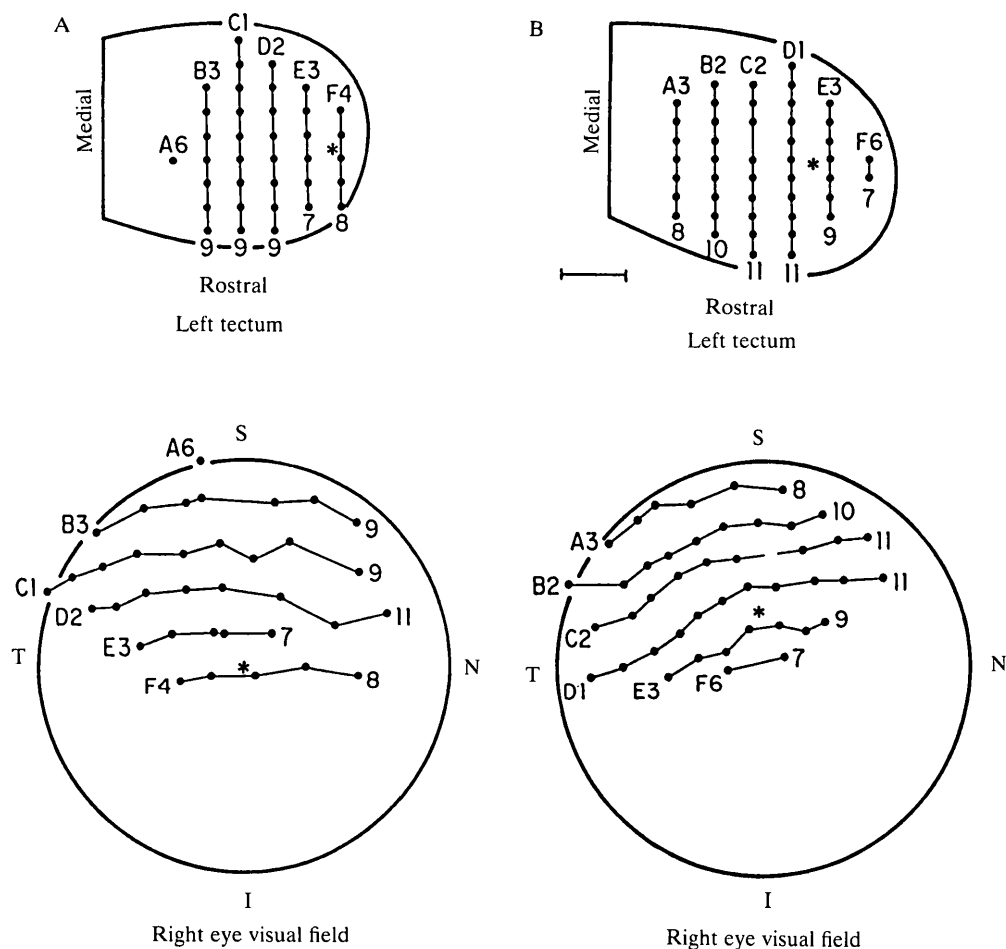 A
C1
D2
B3
E3
F4
A6
Medial
*
7
8
9
9
9
Rostral
Left tectum
B
D1
B2
C2
A3
E3
F6
Medial
*
7
8
9
10
11
11
Rostral
Left tectum
S
A6
B3
9
C1
9
D2
11
E3
7
T
N
*
F4
8
I
Right eye visual field
S
8
A3
10
B2
11
11
C2
*
9
T
N
D1
E3
F6
7
I
Right eye visual field